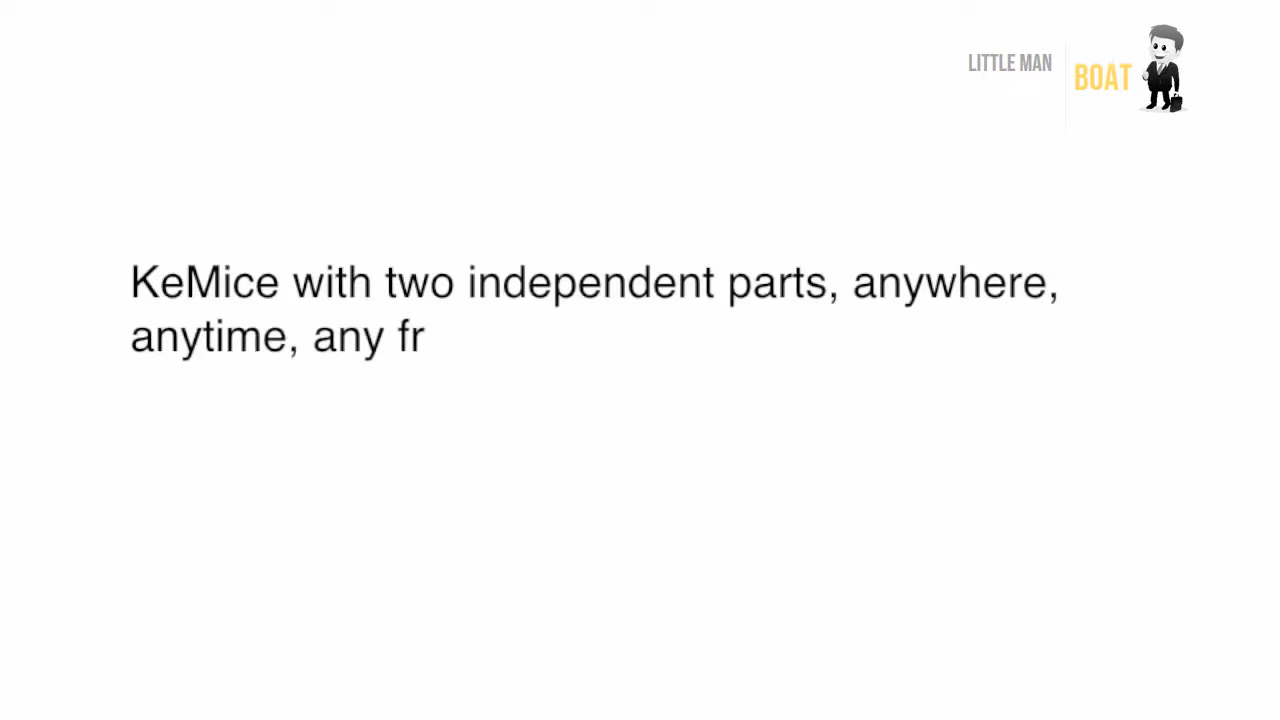 LITTLE MAN
BOAT
KeMice with two independent parts, anywhere,
anytime, any fr